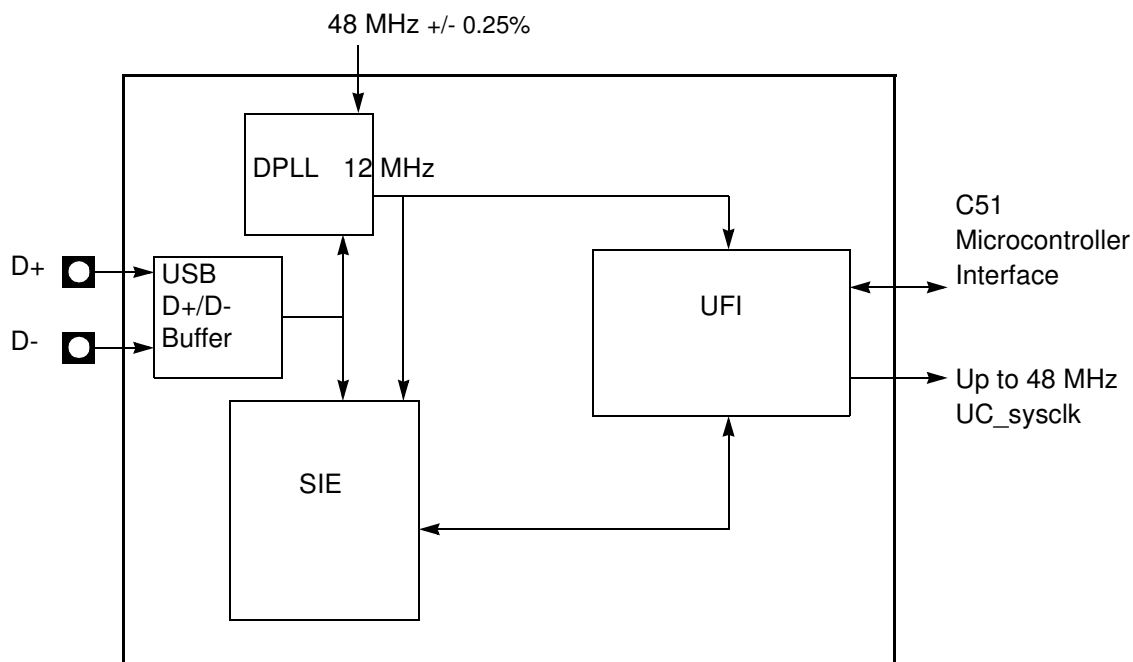 48 MHz +/- 0.25%
DPLL 12 MHz
C51
Microcontroller
Interface
D+
USB
D+/D-
Buffer
UFI
D-
Up to 48 MHz
UC_sysclk
SIE